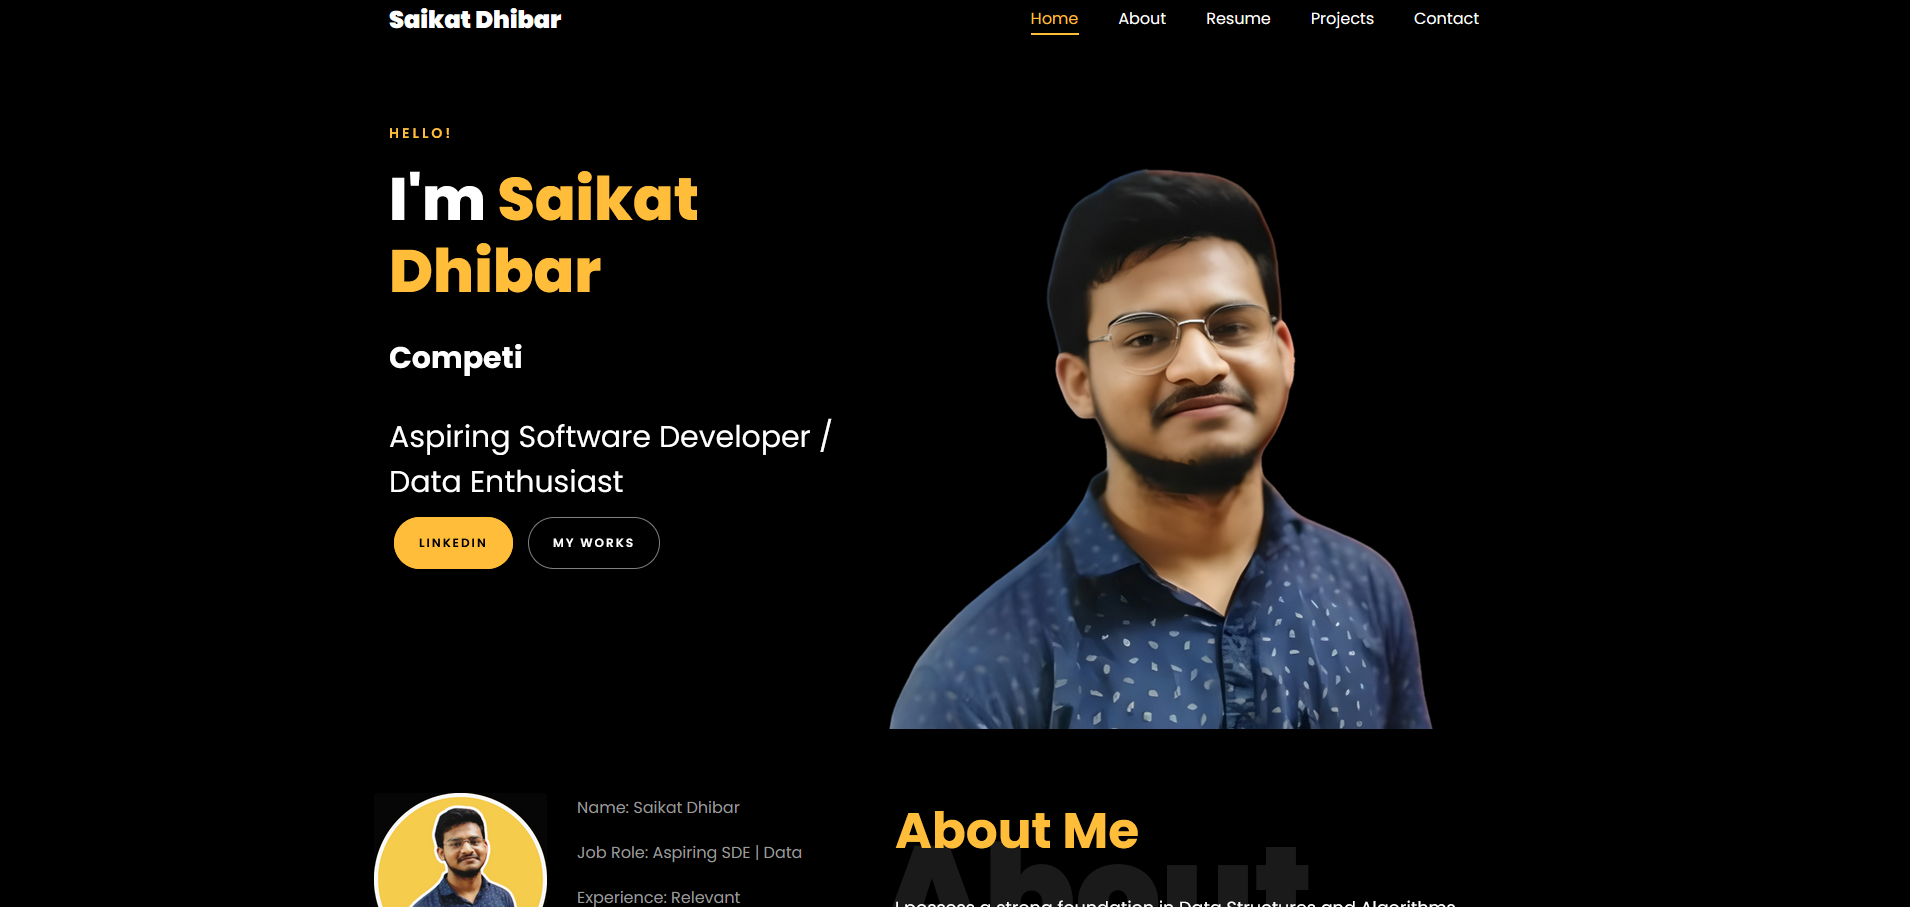 Saikat Dhibar
Home About Resume Projects Contact
HELLO!
I'm Saikat
Dhibar
Competi
Aspiring Software Developer /
Data Enthusiast
LINKEDIN MY WORKS
Name: Saikat Dhibar
Job Role: Aspiring SDE | Data
Experience: Relevant
About Me
About
I possess a strong foundation in Data Structures and Algorithms